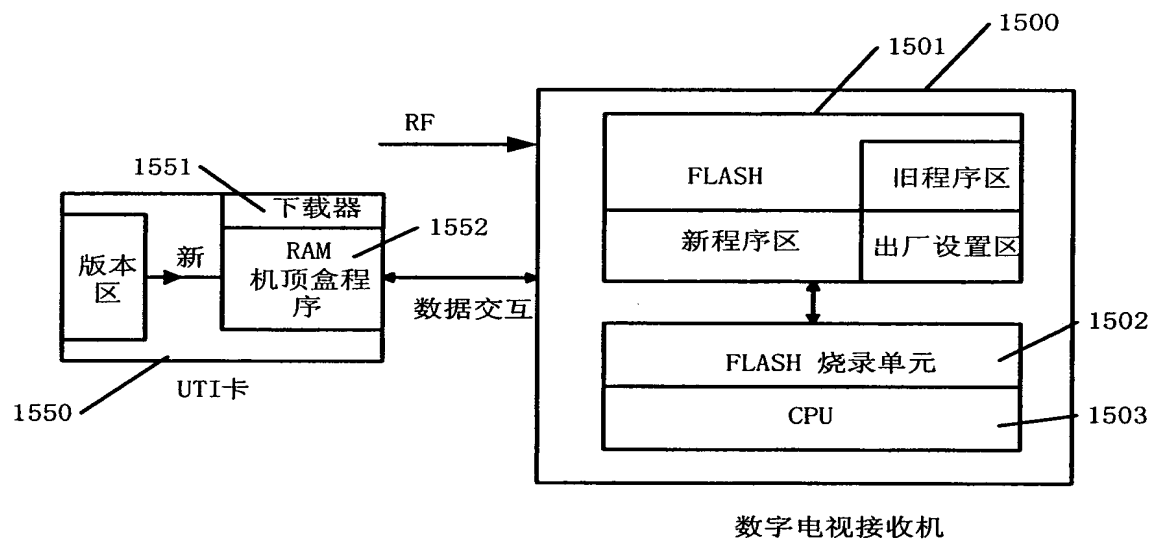 1500
1501
RF
1551
FLASH
旧程序区
下载器
1552
新程序区
出厂设置区
版本
区
新
RAM
机顶盒程
序
数据交互
1502
FLASH 烧录单元
UTI卡
1550
CPU
1503
数字电视接收机